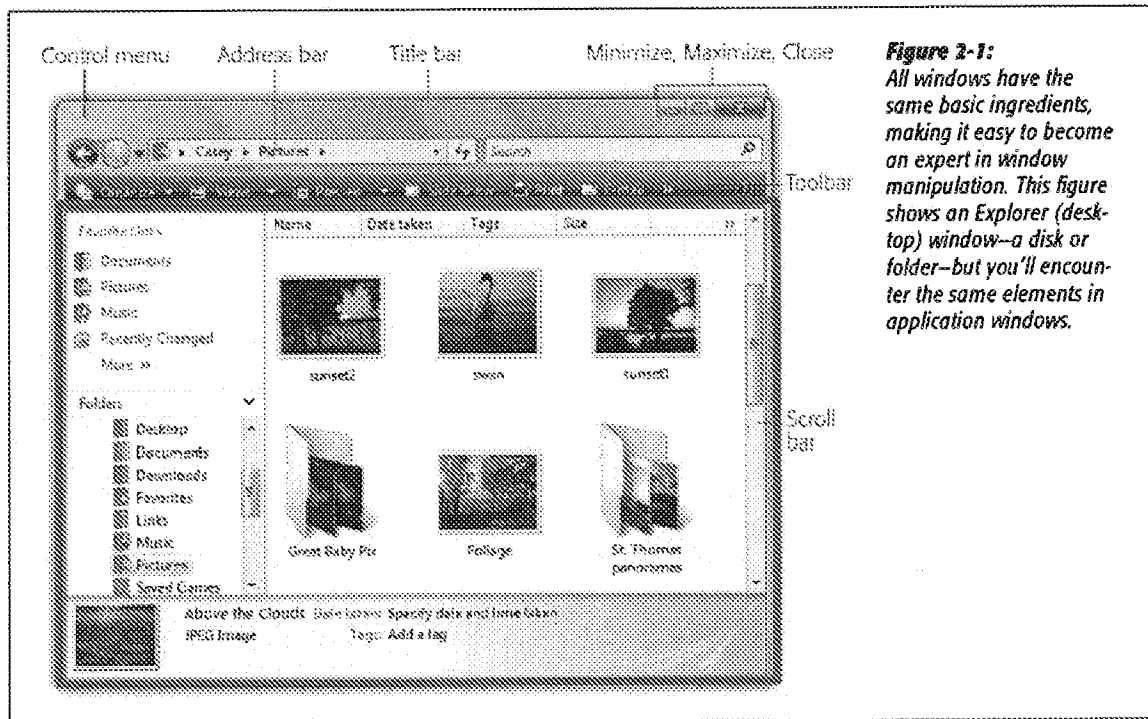 Control menu Address bar Title bar Minimize, Maximize, Close
Figure 2-1:
All windows have the
same basic ingredients,
making it easy to become
an expert in window
manipulation. This figure
shows an Explorer (desk-
top) window—a disk or
folder—but you'll encoun-
ter the same elements in
application windows.
Casey Pictures Search
Toolbar
Name Date taken Tags Size »
Favorite Links
Documents
Pictures
Music
Recently Changed
More »
Folders
Desktop
Documents
Downloads
Favorites
Links
Music
Pictures
Saved Games
sunset2 swan
Great Baby Pic Foliage St. Thomas
panoramas
Scroll
bar
Above the Clouds Date taken: Specify date and time taken
JPEG Image Tags: Add a tag